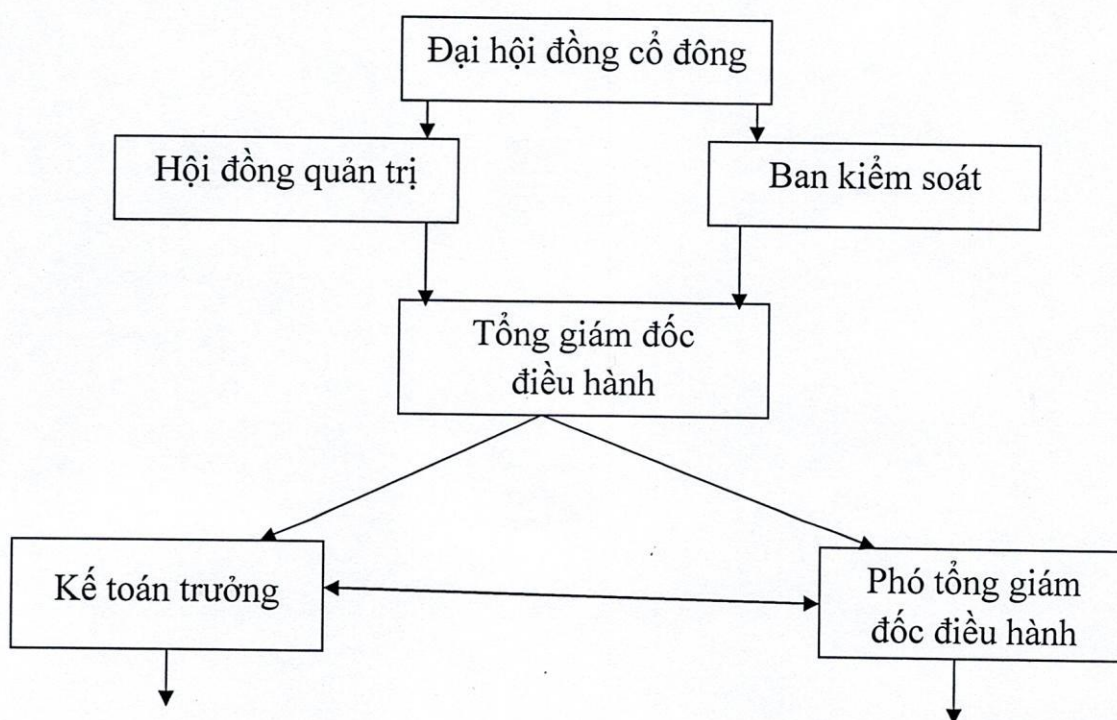 Đại hội đồng cổ đông
Hội đồng quản trị
Ban kiểm soát
Tổng giám đốc
điều hành
Kế toán trưởng
Phó tổng giám
đốc điều hành